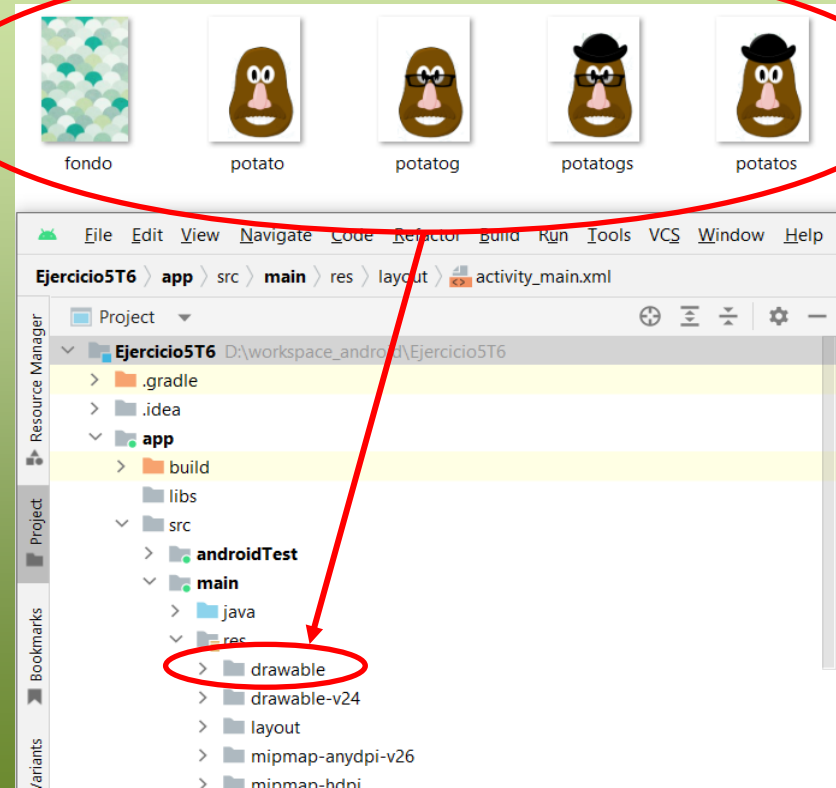 fondo potato potatog potatogs potatos
File Edit View Navigate Code Refactor Build Run Tools VCS Window Help
Ejercicio5T6 app src main res layout activity_main.xml
Project
Ejercicio5T6 D:\workspace_android\Ejercicio5T6
.gradle
.idea
app
build
libs
src
androidTest
main
java
res
drawable
drawable-v24
layout
mipmap-anydpi-v26
mipmap-hdpi
Resource Manager
Project
Bookmarks
Variants